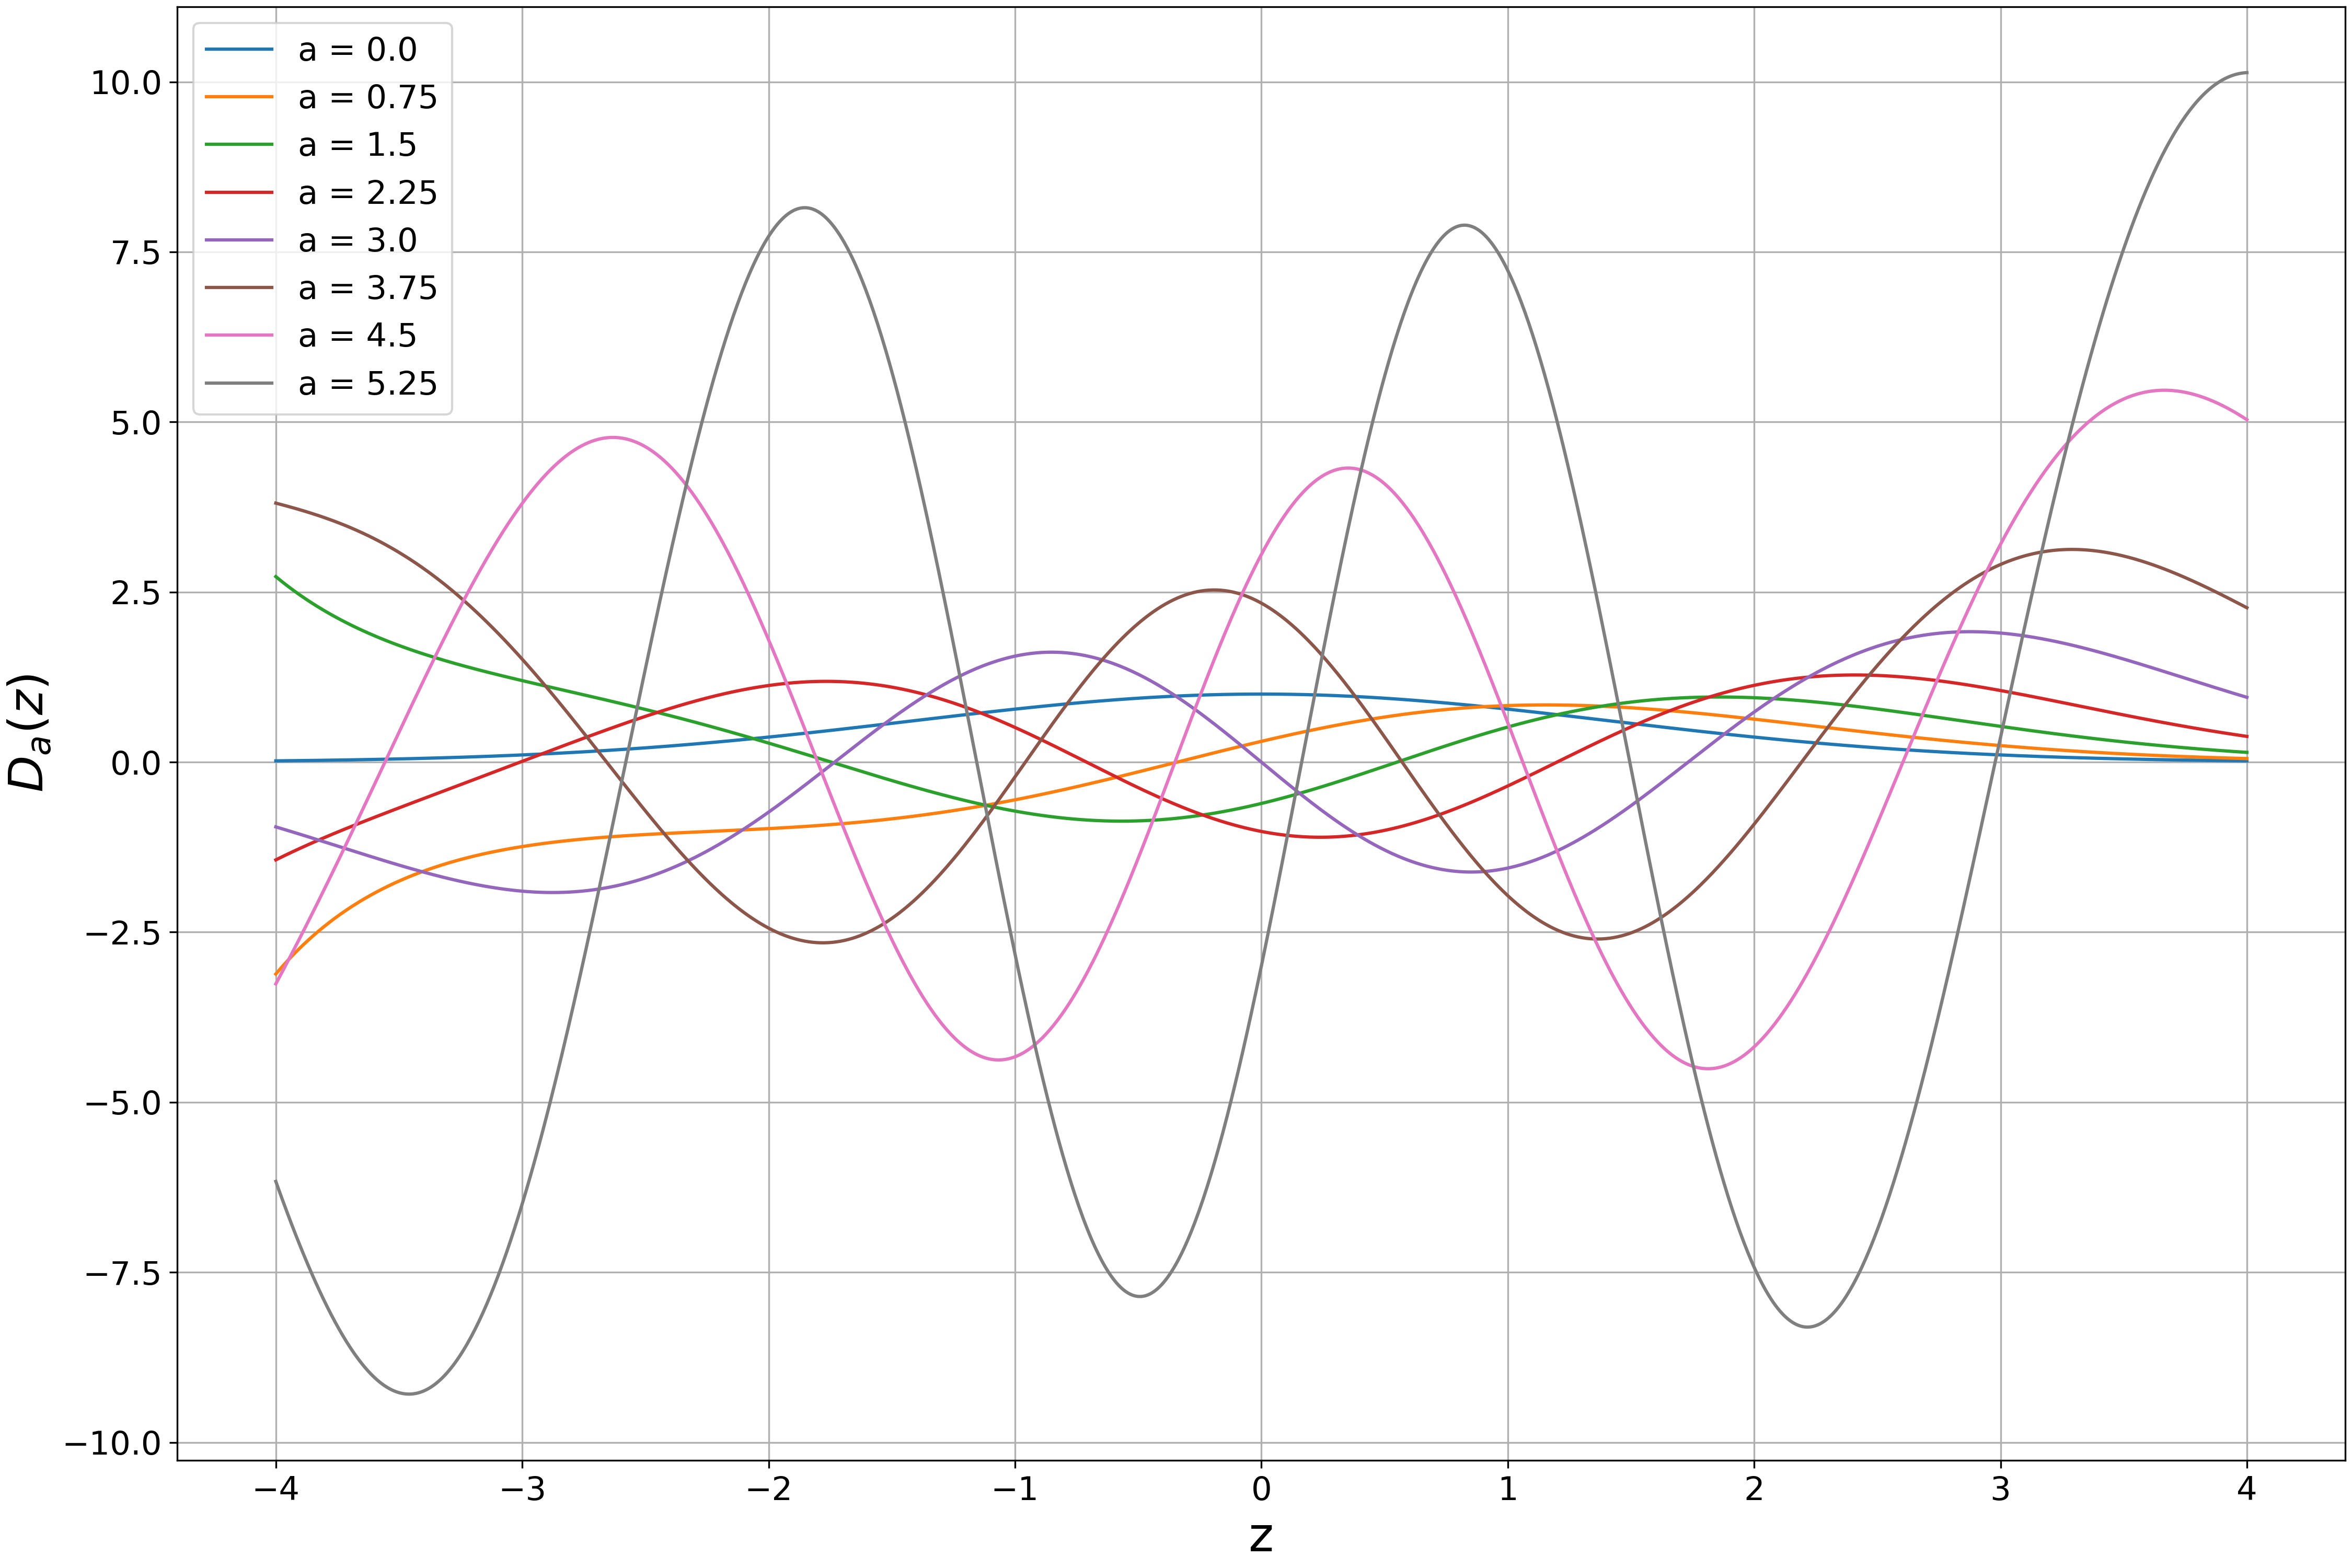 a = 0.0
a = 0.75
a = 1.5
a = 2.25
a = 3.0
a = 3.75
a = 4.5
a = 5.25
10.0
7.5
5.0
2.5
0.0
−2.5
−5.0
−7.5
−10.0
−4 −3 −2 −1 0 1 2 3 4
z
Dₐ(z)